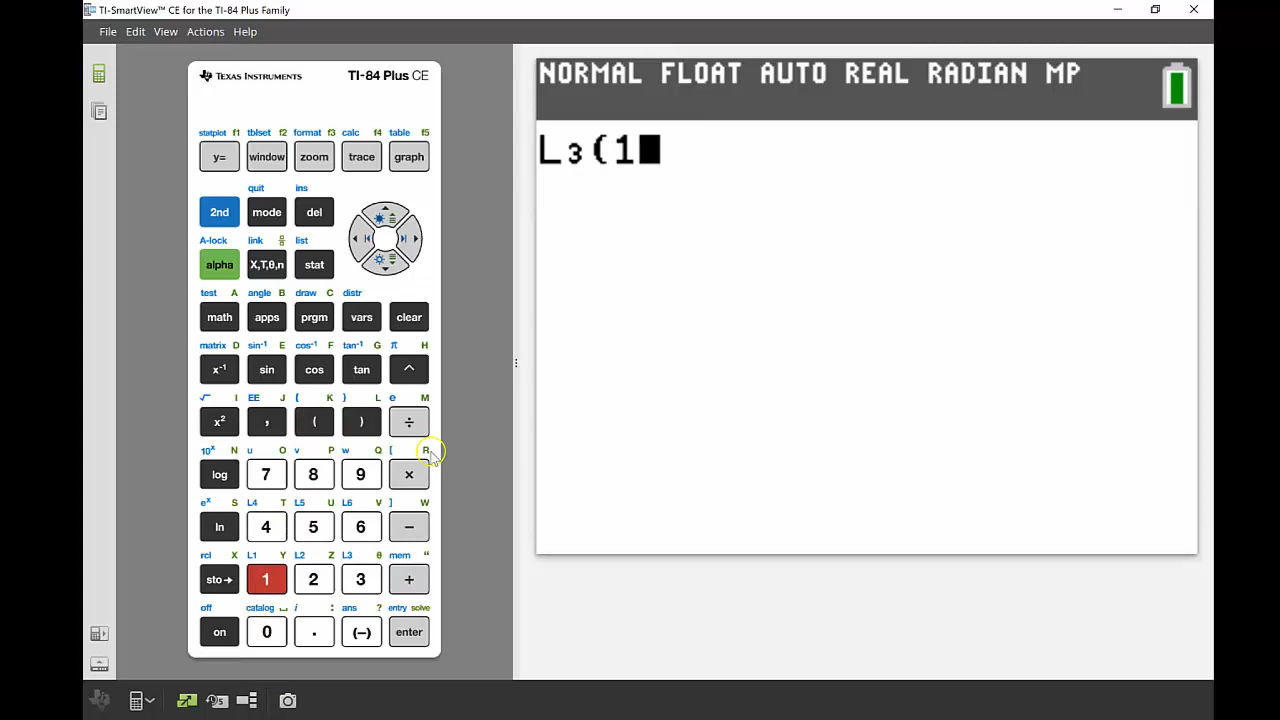 TI-SmartView™ CE for the TI-84 Plus Family
File Edit View Actions Help
TEXAS INSTRUMENTS TI-84 Plus CE
statplot f1 tblset f2 format f3 calc f4 table f5
y= window zoom trace graph
quit ins
2nd mode del
A-lock link list
alpha X,T,θ,n stat
test A angle B draw C distr
math apps prgm vars clear
matrix D sin⁻¹ E cos⁻¹ F tan⁻¹ G π H
x⁻¹ sin cos tan ^
√ I EE J { K } L e M
x² , ( ) ÷
10ˣ N u O v P w Q [ R
log 7 8 9 ×
eˣ S L4 T L5 U L6 V ] W
ln 4 5 6 −
rcl X L1 Y L2 Z L3 θ mem “
sto→ 1 2 3 +
off catalog ⎵ i : ans ? entry solve
on 0 . (−) enter
NORMAL FLOAT AUTO REAL RADIAN MP
L₃(1